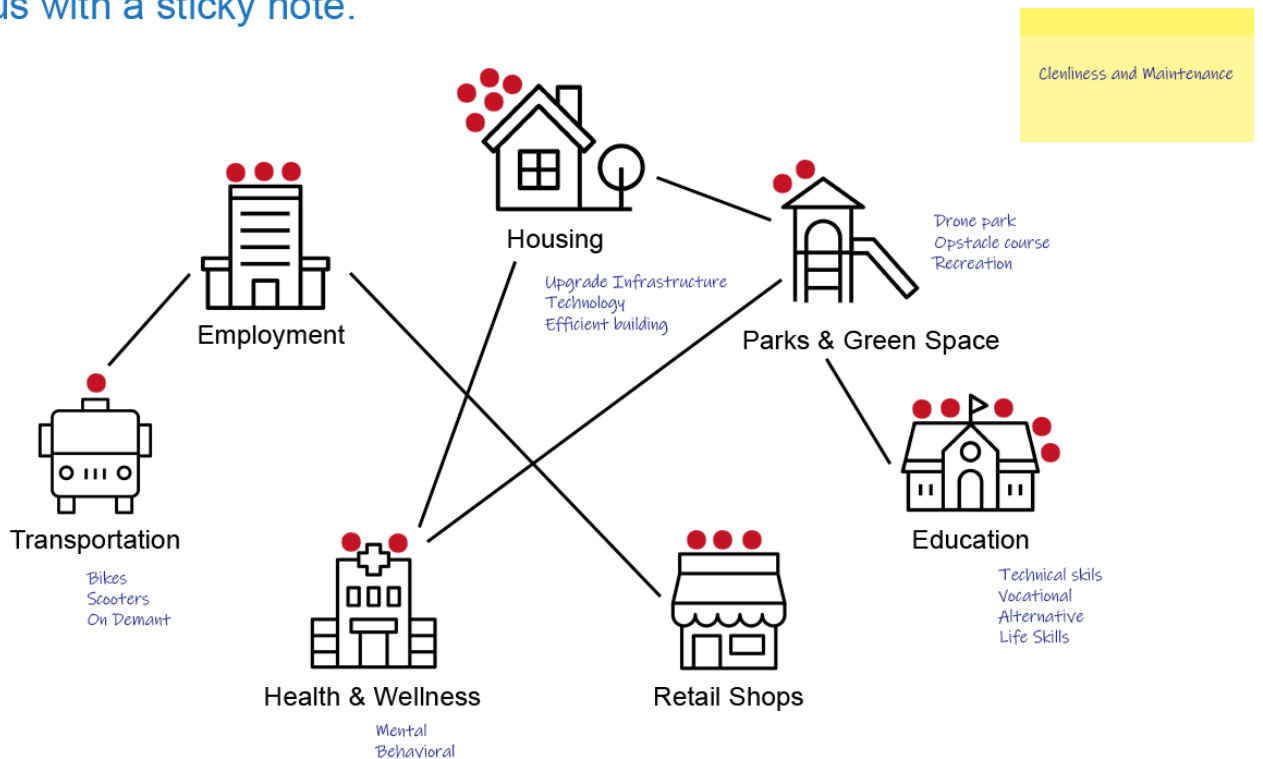 us with a sticky note.
Clenliness and Maintenance
Housing
Upgrade Infrastructure
Technology
Efficient building
Drone park
Opstacle course
Recreation
Employment
Parks & Green Space
Transportation
Bikes
Scooters
On Demant
Education
Technical skils
Vocational
Alternative
Life Skills
Health & Wellness
Mental
Behavioral
Retail Shops